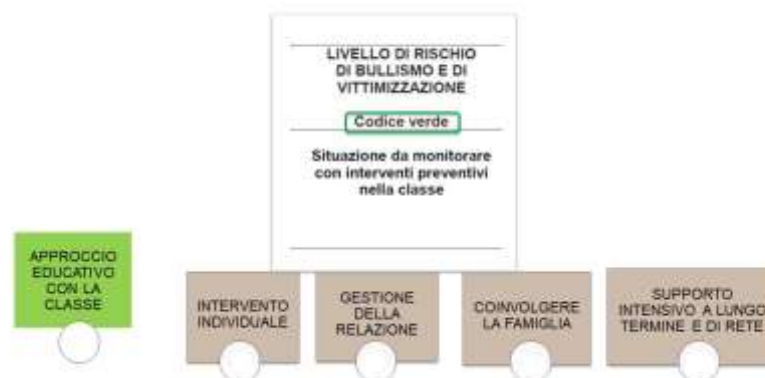 LIVELLO DI RISCHIO
DI BULLISMO E DI
VITTIMIZZAZIONE
Codice verde
Situazione da monitorare
con interventi preventivi
nella classe
APPROCCIO
EDUCATIVO
CON LA
CLASSE
INTERVENTO
INDIVIDUALE
GESTIONE
DELLA
RELAZIONE
COINVOLGERE
LA FAMIGLIA
SUPPORTO
INTENSIVO A LUNGO
TERMINE E DI RETE